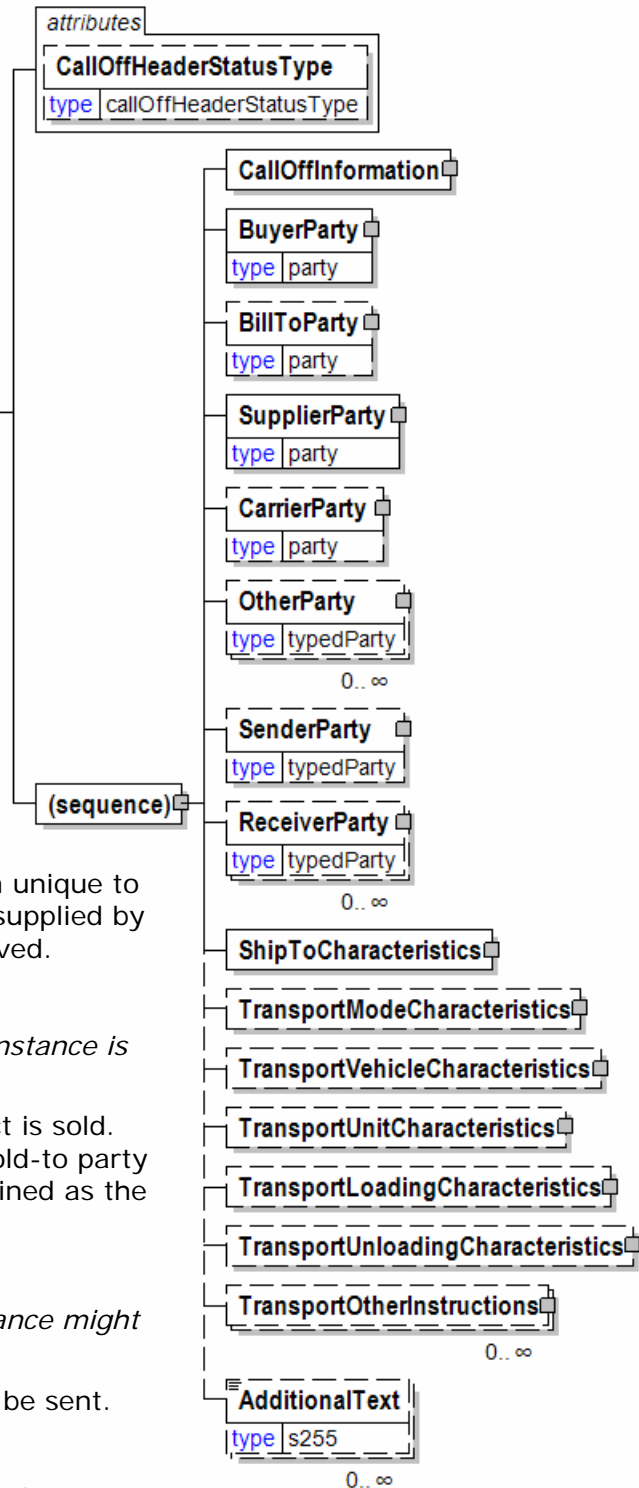 attributes
CallOffHeaderStatusType
type callOffHeaderStatusType
CallOffInformation
BuyerParty
type party
BillToParty
type party
SupplierParty
type party
CarrierParty
type party
OtherParty
type typedParty
0.. ∞
SenderParty
type typedParty
(sequence)
ReceiverParty
type typedParty
0.. ∞
unique to
supplied by
ShipToCharacteristics
TransportModeCharacteristics
nstance is
TransportVehicleCharacteristics
t is sold.
TransportUnitCharacteristics
old-to party
ined as the
TransportLoadingCharacteristics
TransportUnloadingCharacteristics
ance might
TransportOtherInstructions
0.. ∞
be sent.
AdditionalText
type s255
0.. ∞